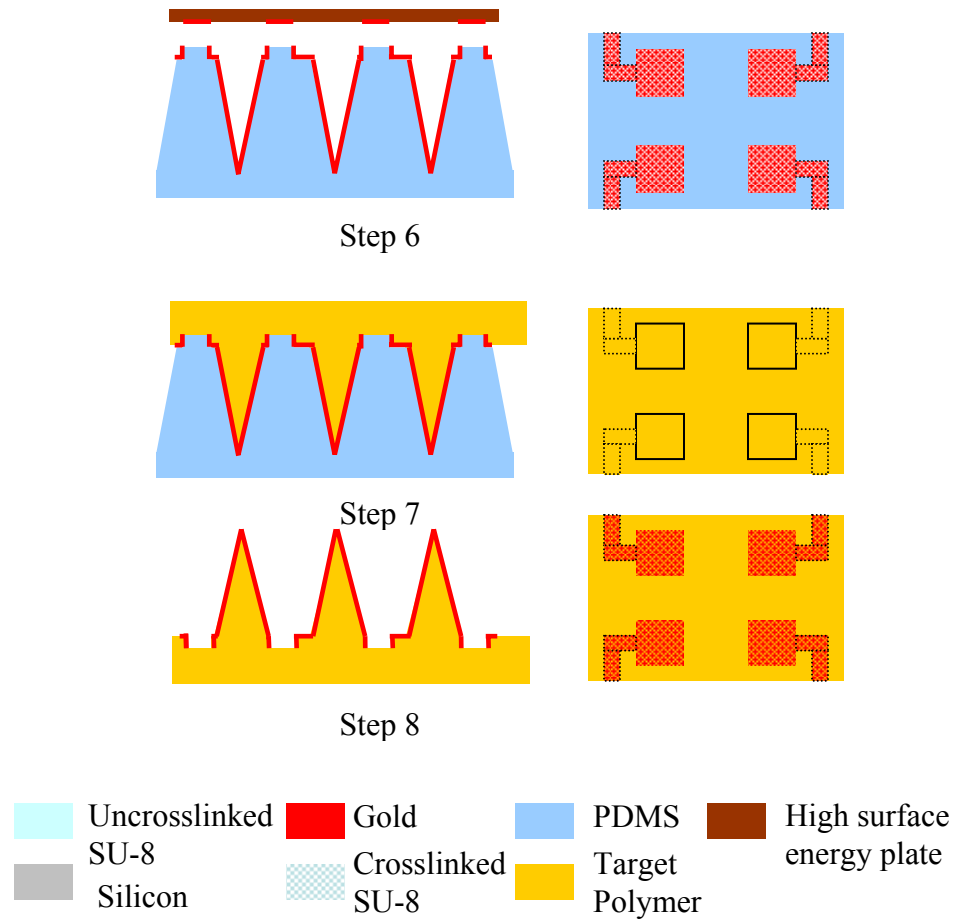 Step 6
Step 7
Step 8
Uncrosslinked
SU-8
Gold
PDMS
High surface
energy plate
Silicon
Crosslinked
SU-8
Target
Polymer